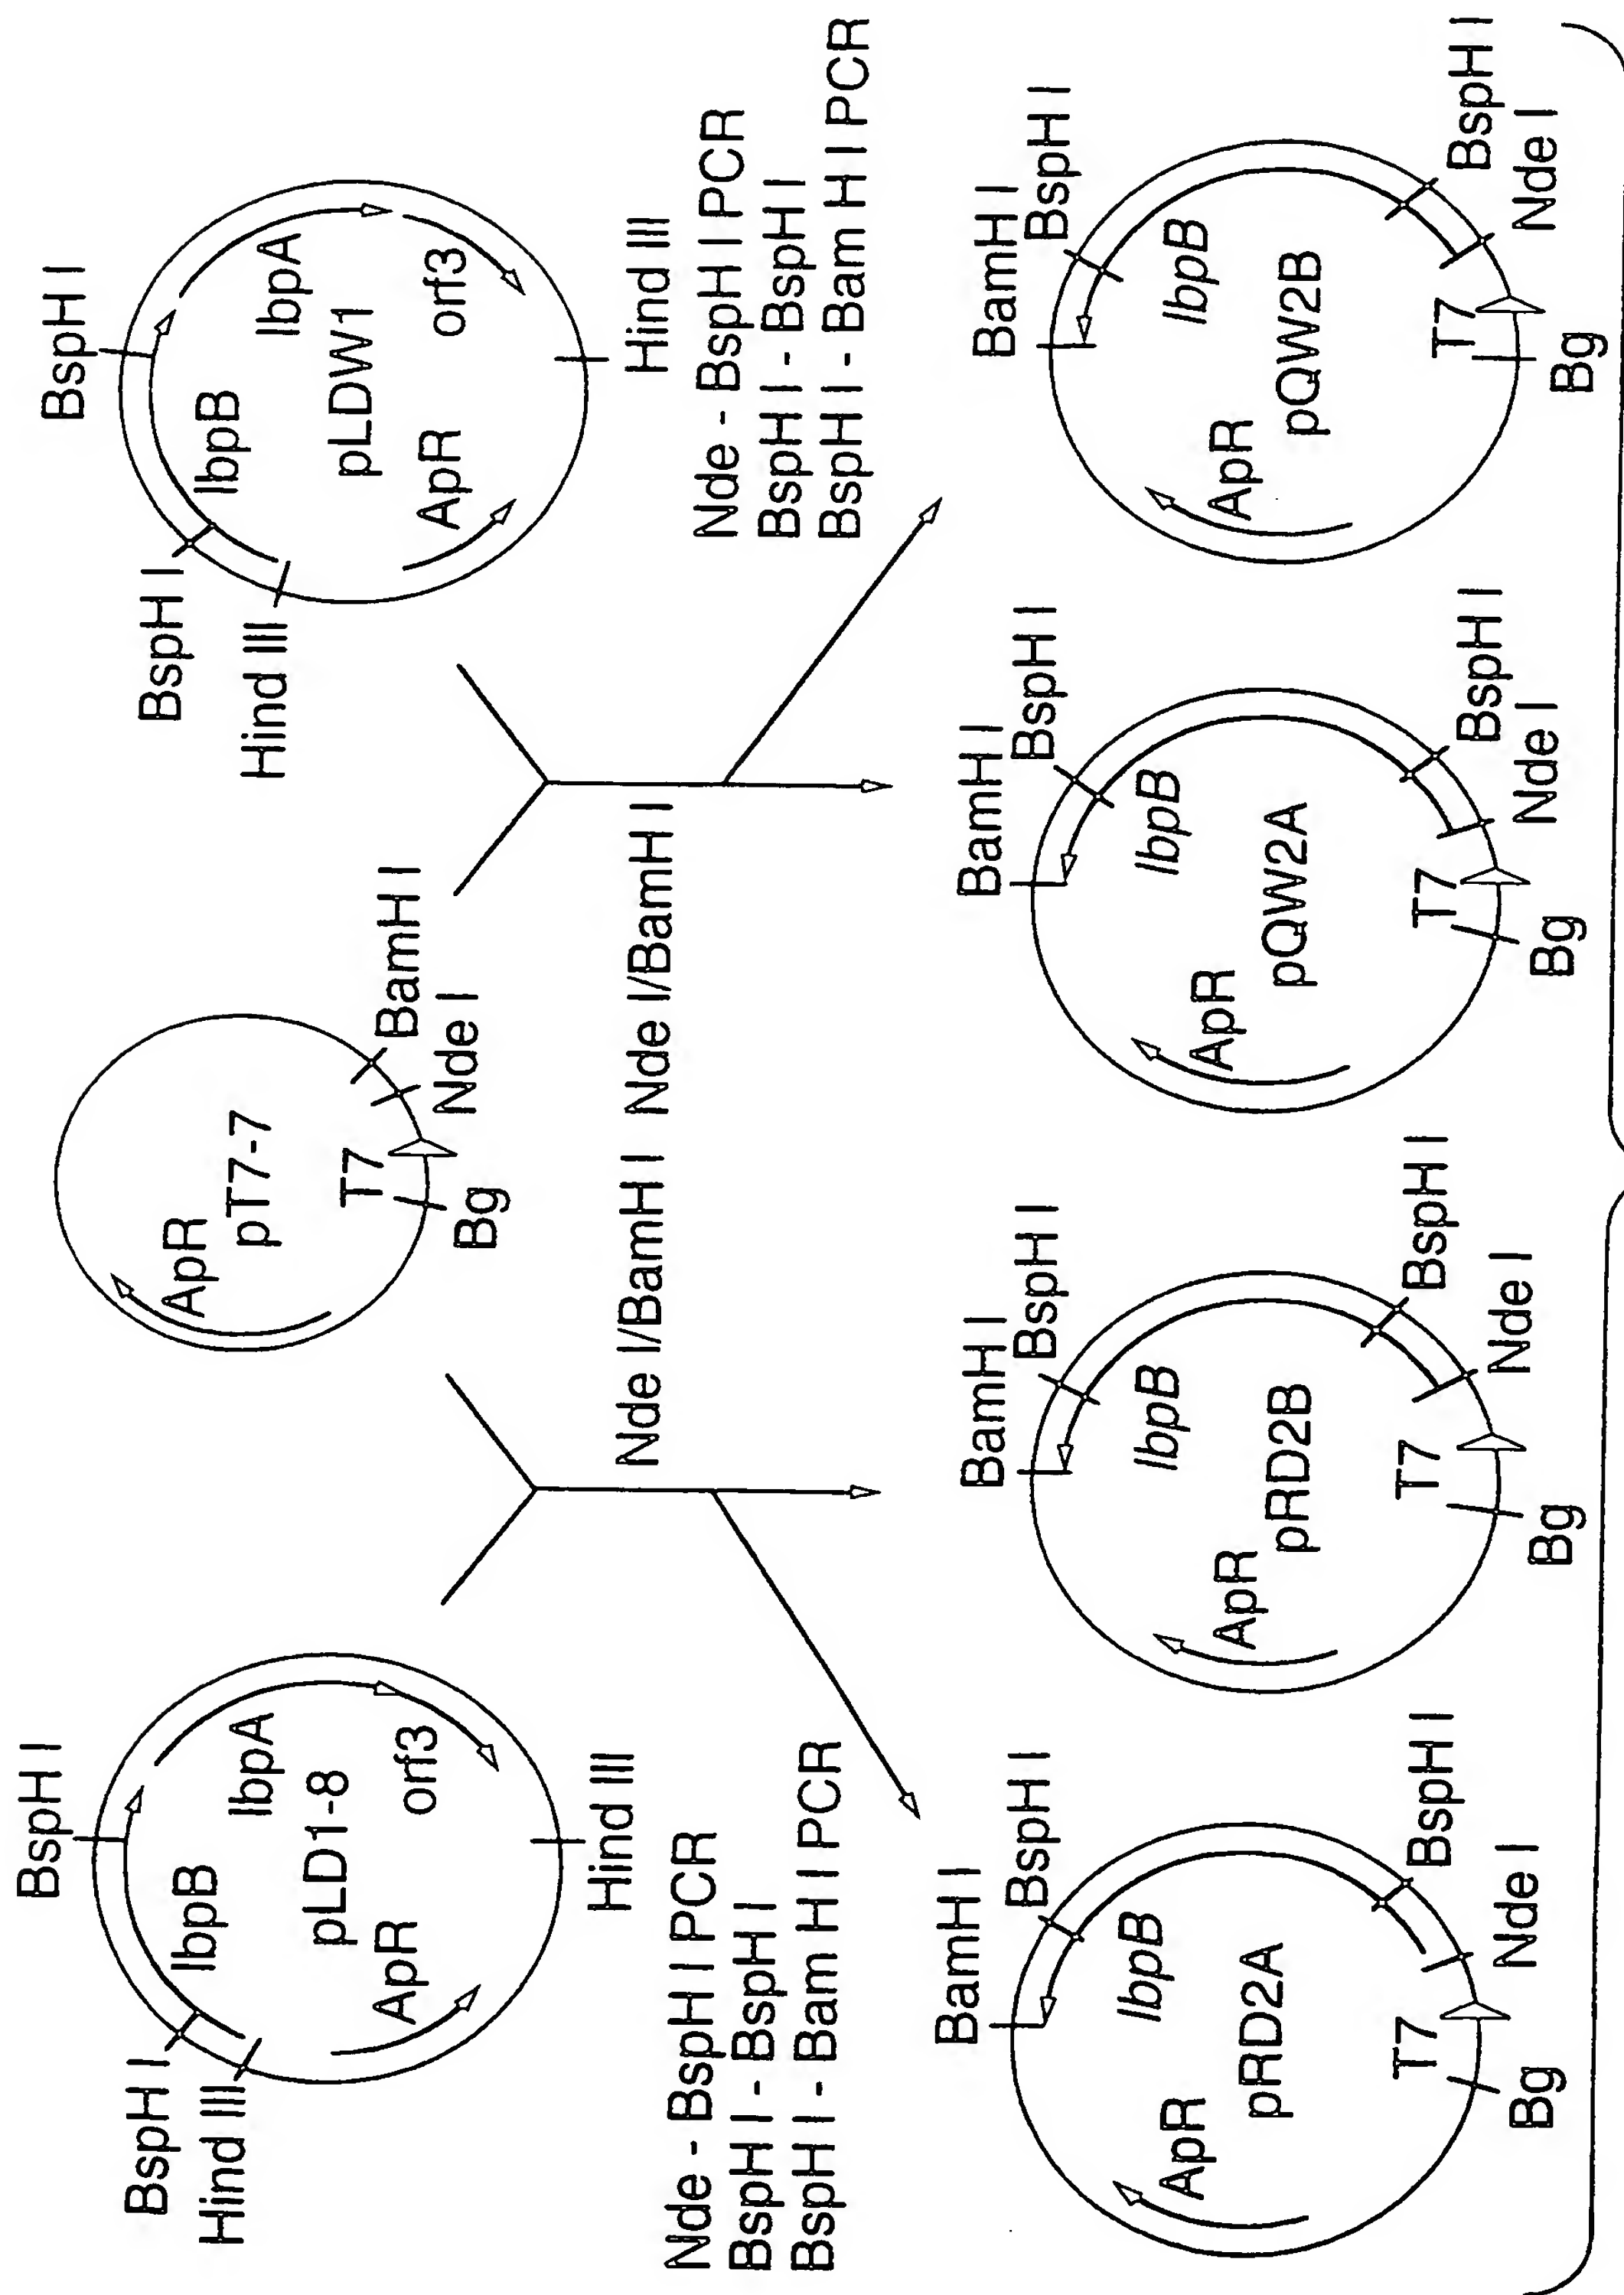 BspH I
BspH I
Hind III
lbpB
lbpA
pLD1-8
orf3
ApR
Hind III
ApR
pT7-7
T7
Bg
BamH I
Nde I
BspH I
BspH I
Hind III
lbpB
lbpA
pLDW1
orf3
ApR
Hind III
Nde - BspH I PCR
BspH I - BspH I
BspH I - Bam H I PCR
Nde I/BamH I
Nde I/BamH I
Nde - BspH I PCR
BspH I - BspH I
BspH I - Bam H I PCR
BamH I
BspH I
lbpB
ApR
pRD2A
T7
Bg
BspH I
Nde I
BamH I
BspH I
lbpB
ApR
pRD2B
T7
Bg
BspH I
Nde I
BamH I
BspH I
lbpB
ApR
pQW2A
T7
Bg
BspH I
Nde I
BamH I
BspH I
lbpB
ApR
pQW2B
T7
Bg
BspH I
Nde I